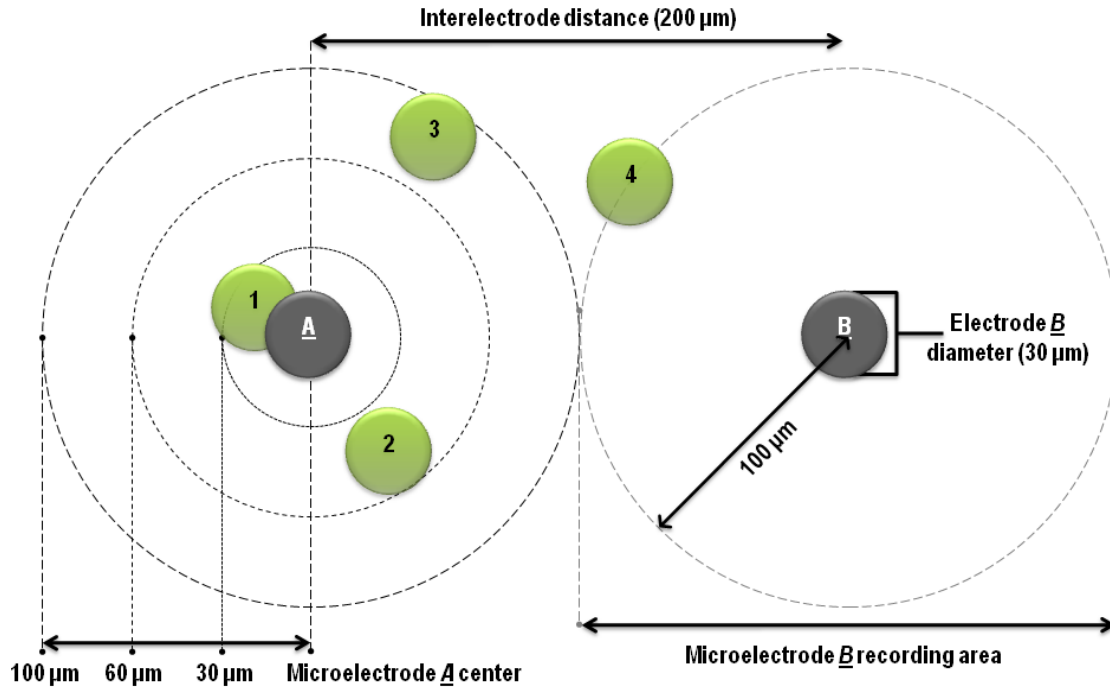 Interelectrode distance (200 µm)
3
4
1
A
B
Electrode B
diameter (30 µm)
2
100 µm
100 µm
60 µm
30 µm
Microelectrode A center
Microelectrode B recording area